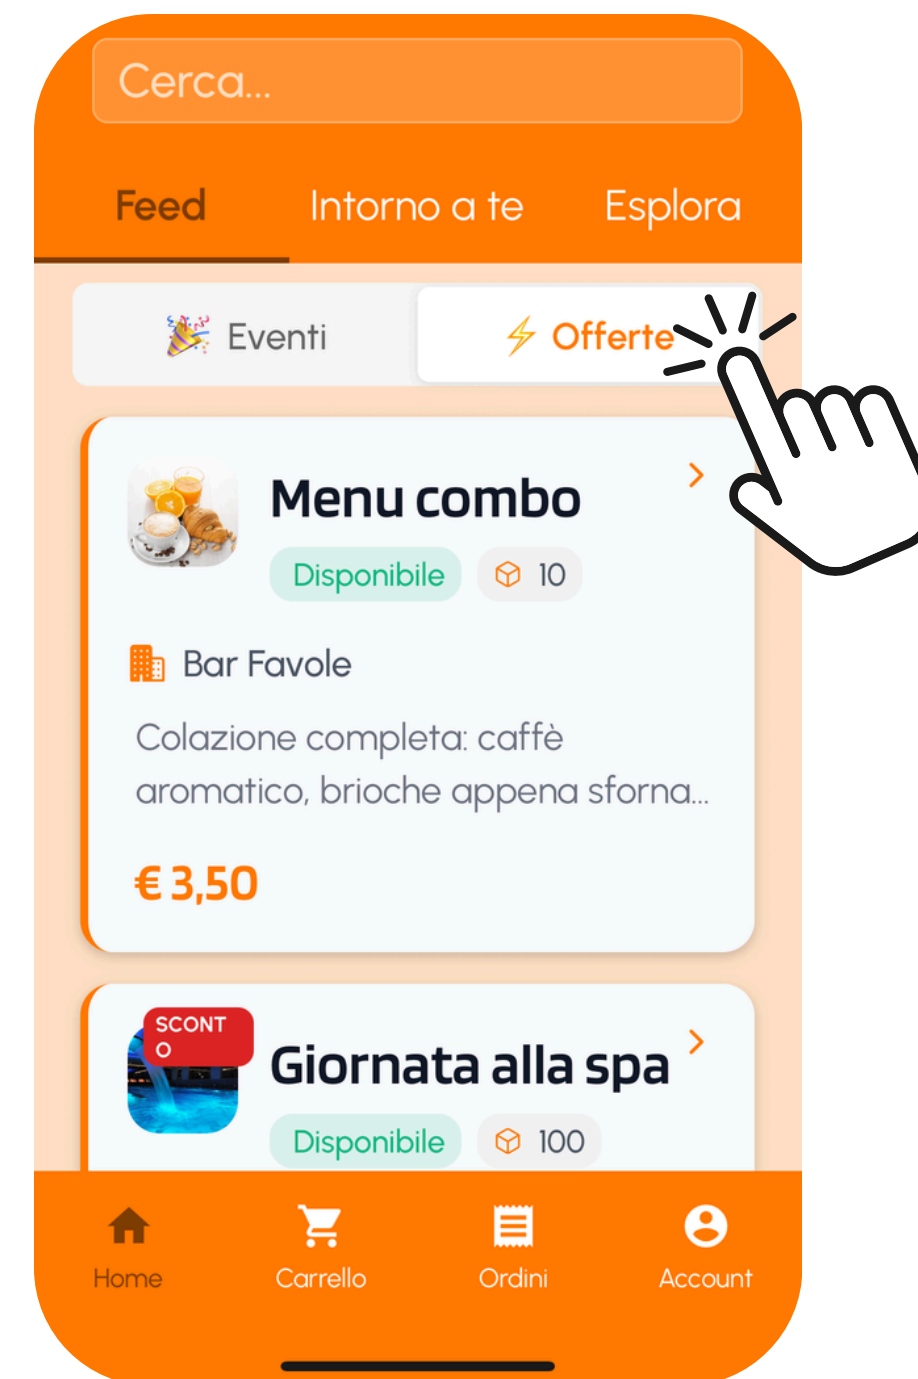 Cerca...
Feed Intorno a te Esplora
Eventi Offerte
Menu combo
Disponibile 10
Bar Favole
Colazione completa: caffè
aromatico, brioche appena sforna...
€ 3,50
SCONT
O
Giornata alla spa
Disponibile 100
Home Carrello Ordini Account